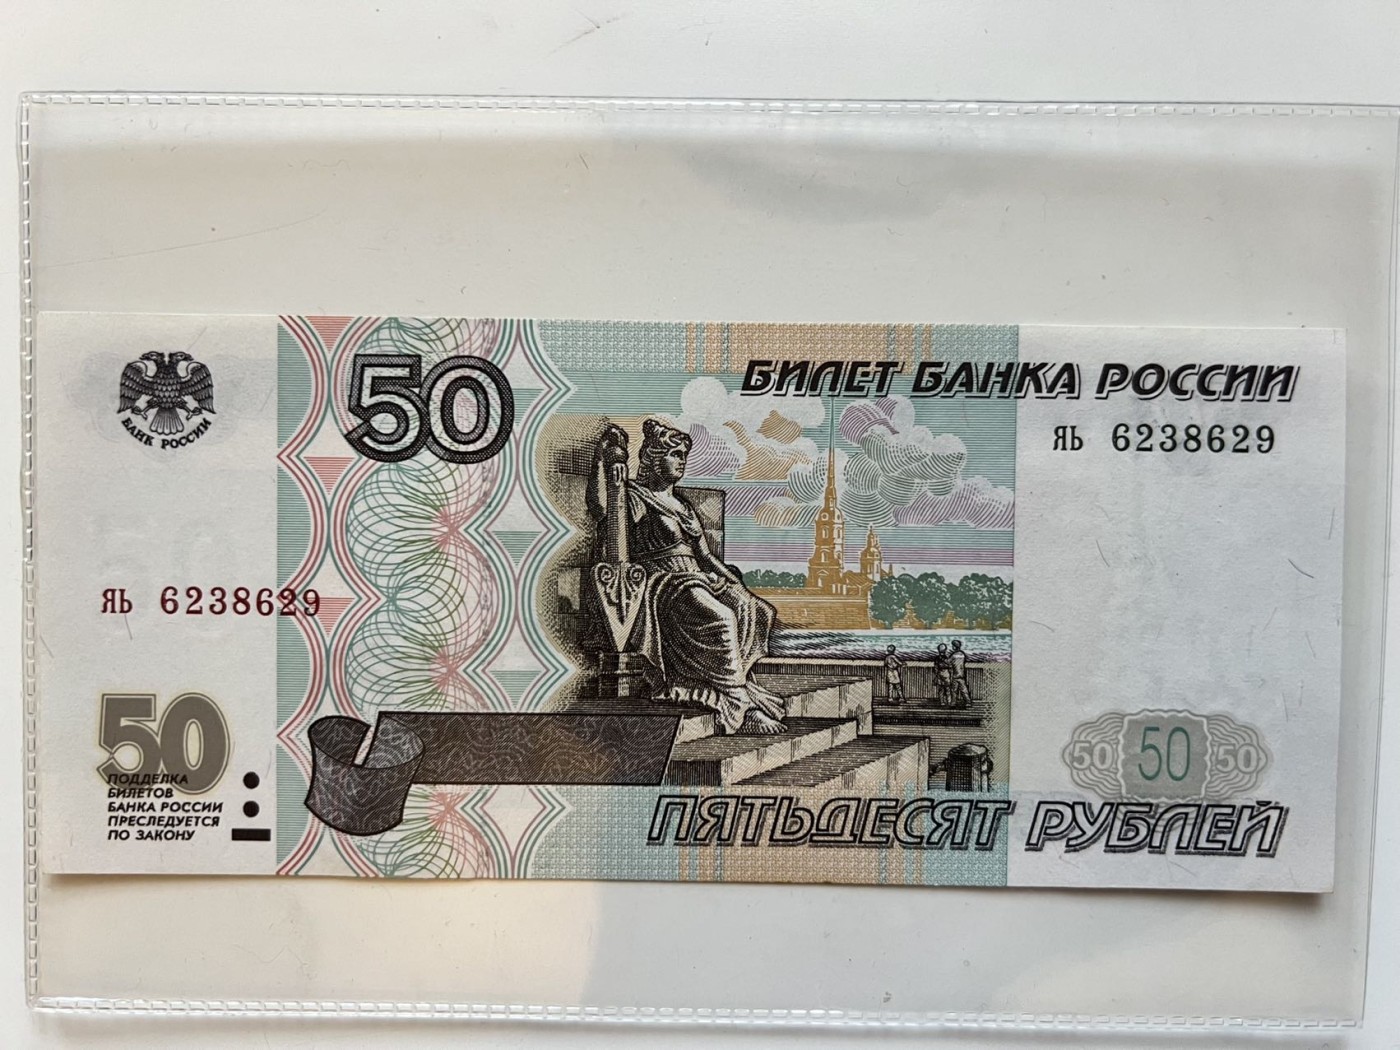 БИЛЕТ БАНКА РОССИИ
50
БАНК РОССИИ
яь 6238629
яь 6238629
50
ПОДДЕЛКА
БИЛЕТОВ
БАНКА РОССИИ
ПРЕСЛЕДУЕТСЯ
ПО ЗАКОНУ
50 50 50
ПЯТЬДЕСЯТ РУБЛЕЙ